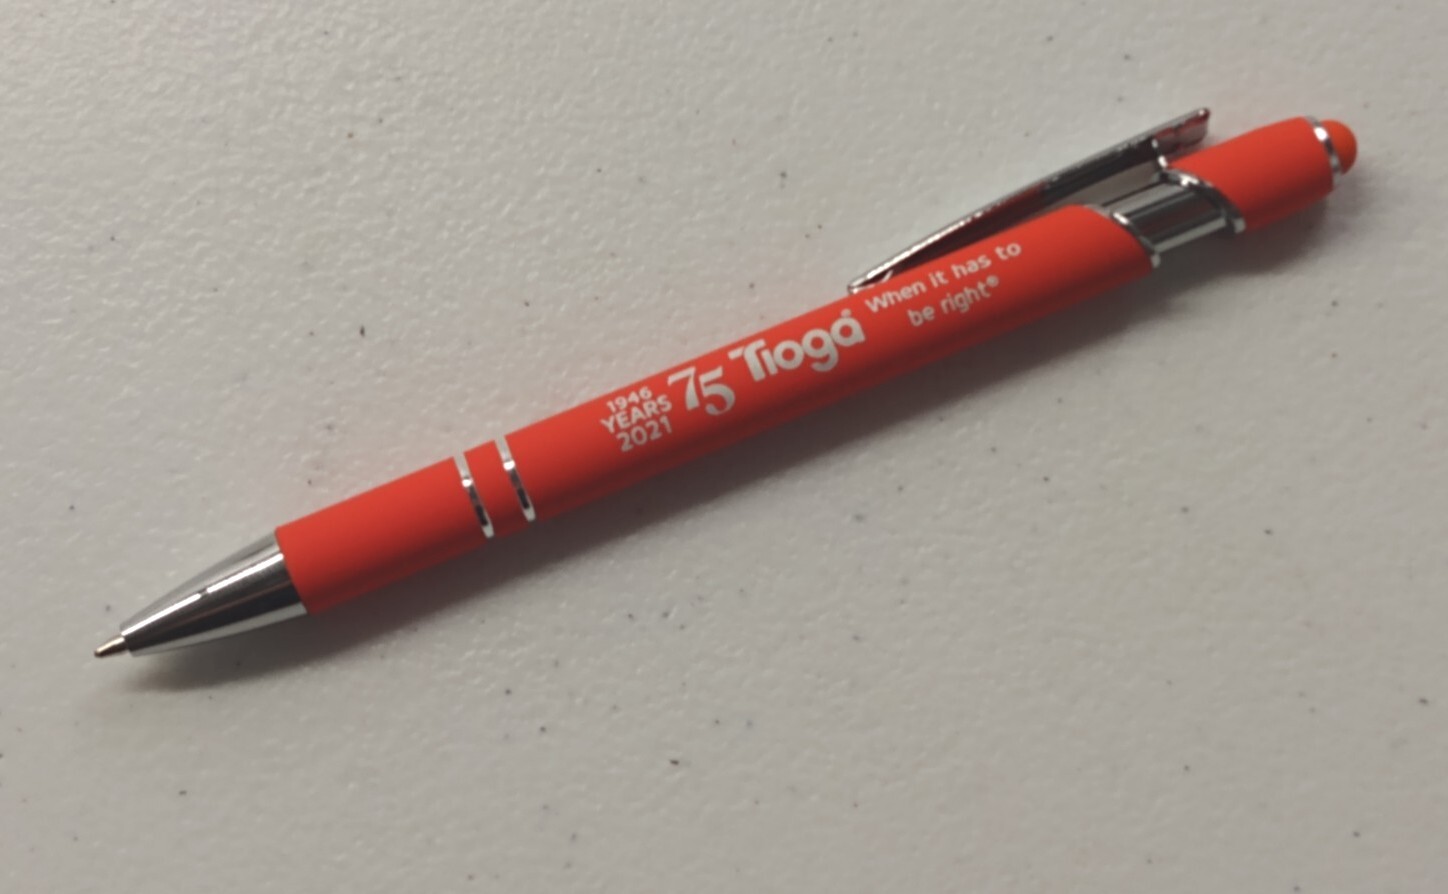 1946
YEARS
2021
75
Tioga®
When it has to
be right®